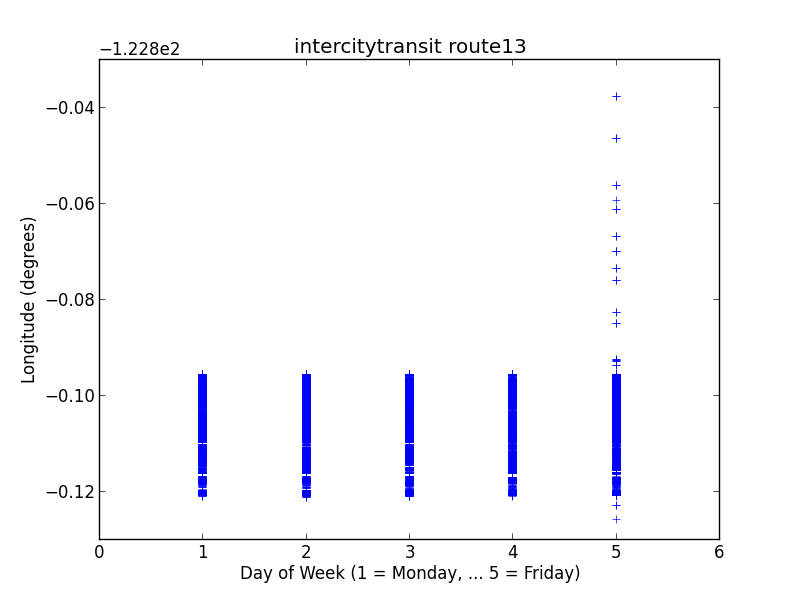 intercitytransit route13
−1.228e2
−0.04
−0.06
−0.08
−0.10
−0.12
Longitude (degrees)
0 1 2 3 4 5 6
Day of Week (1 = Monday, ... 5 = Friday)